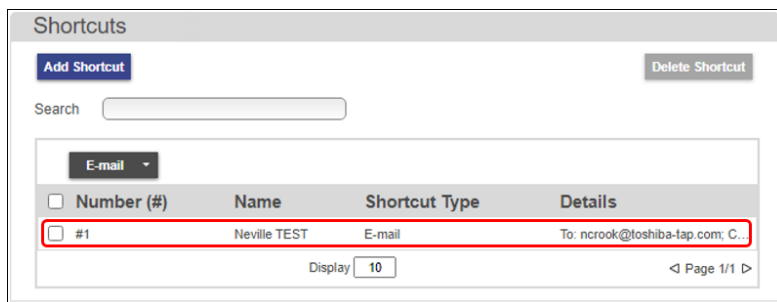 Shortcuts
Add Shortcut Delete Shortcut
Search
E-mail
Number (#) Name Shortcut Type Details
#1 Neville TEST E-mail To: ncrook@toshiba-tap.com; C...
Display 10 Page 1/1